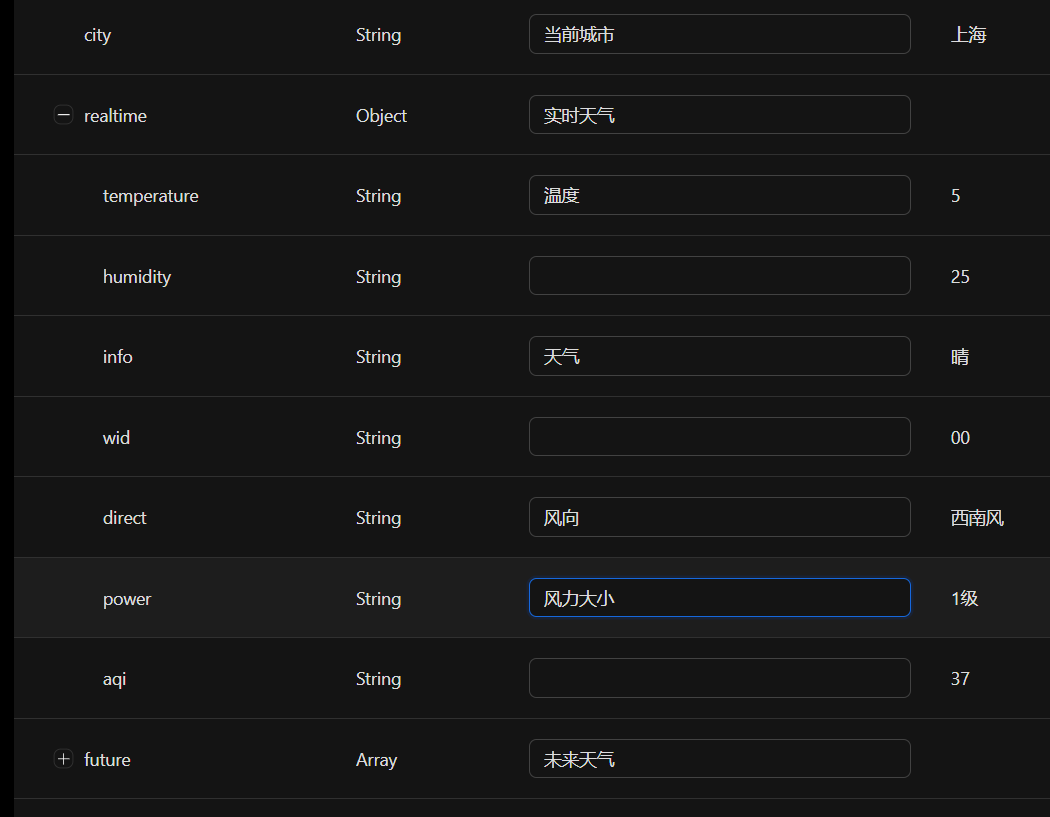 city String 当前城市 上海
realtime Object 实时天气
temperature String 温度 5
humidity String 25
info String 天气 晴
wid String 00
direct String 风向 西南风
power String 风力大小 1级
aqi String 37
future Array 未来天气